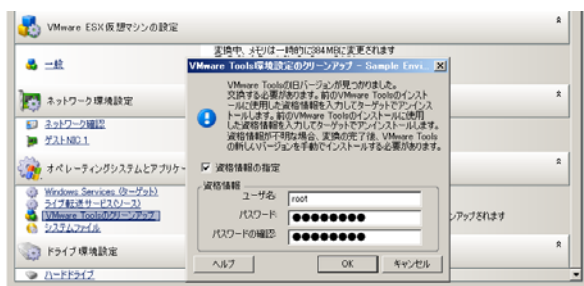 VMware ESX仮想マシンの設定
変換中、メモリは一時的に384MBに変更されます
一般
ネットワーク環境設定
ネットワーク確認
ゲストNIC 1
オペレーティングシステムとアプリケー
Windows Services (ターゲット)
ライブ転送サービス(ソース)
VMware Toolsのクリーンアップ
システムファイル
ンアップされます
ドライブ環境設定
ハードドライブ
VMware Tools環境設定のクリーンアップ - Sample Envi...
VMware Toolsの旧バージョンが見つかりました。
交換する必要があります。前のVMware Toolsのインスト
ールに使用した資格情報を入力してターゲットでアンインス
トールします。前のVMware Toolsのインストールに使用
した資格情報を入力してターゲットでアンインストールします。
資格情報が不明な場合、変換の完了後、VMware Tools
の新しいバージョンを手動でインストールする必要があります。
資格情報の指定
資格情報
ユーザ名: root
パスワード: ●●●●●●●●
パスワードの確認: ●●●●●●●●
ヘルプ
OK
キャンセル